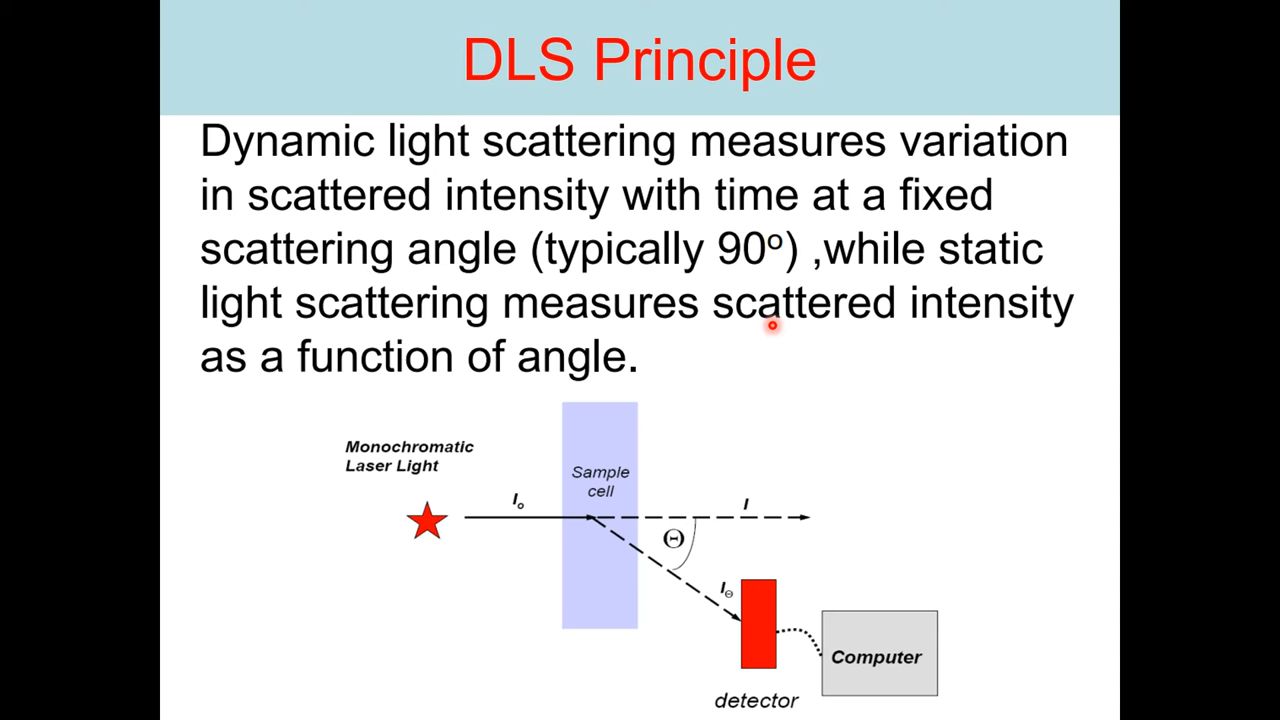 DLS Principle
Dynamic light scattering measures variation
in scattered intensity with time at a fixed
scattering angle (typically 90º) ,while static
light scattering measures scattered intensity
as a function of angle.
Monochromatic
Laser Light
Sample
cell
Io
I
Θ
IΘ
Computer
detector